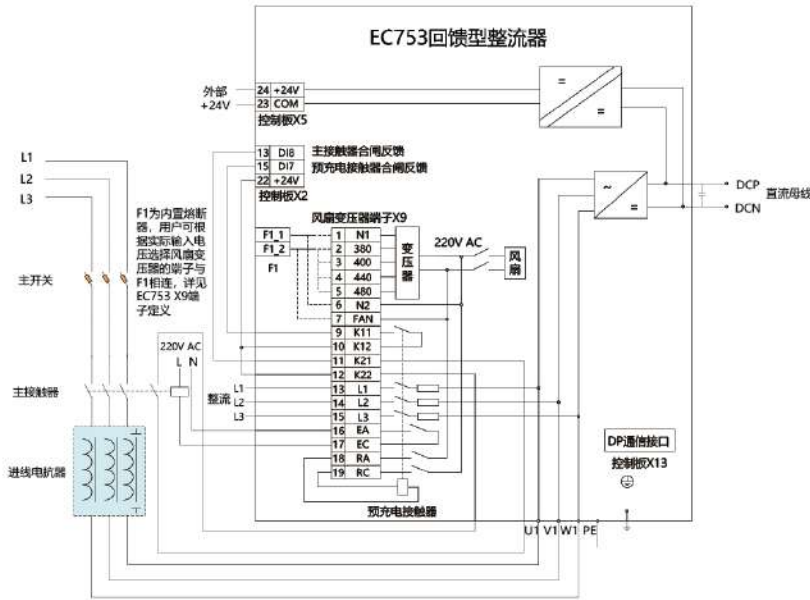 EC753回馈型整流器
外部
+24V
24 +24V
23 COM
控制板X5
13 DI8
15 DI7
22 +24V
控制板X2
主接触器合闸反馈
预充电接触器合闸反馈
L1
L2
L3
F1为内置熔断
器，用户可根
据实际输入电
压选择风扇变
压器的端子与
F1相连，详见
EC753 X9端
子定义
风扇变压器端子X9
F1_1
F1_2
F1
1 N1
2 380
3 400
4 440
5 480
6 N2
7 FAN
9 K11
10 K12
11 K21
12 K22
13 L1
14 L2
15 L3
16 EA
17 EC
18 RA
19 RC
变压器
220V AC
风扇
=
=
~
=
DCP
DCN
直流母线
主开关
220V AC
L N
主接触器
整流
L1
L2
L3
进线电抗器
预充电接触器
DP通信接口
控制板X13
U1 V1 W1 PE